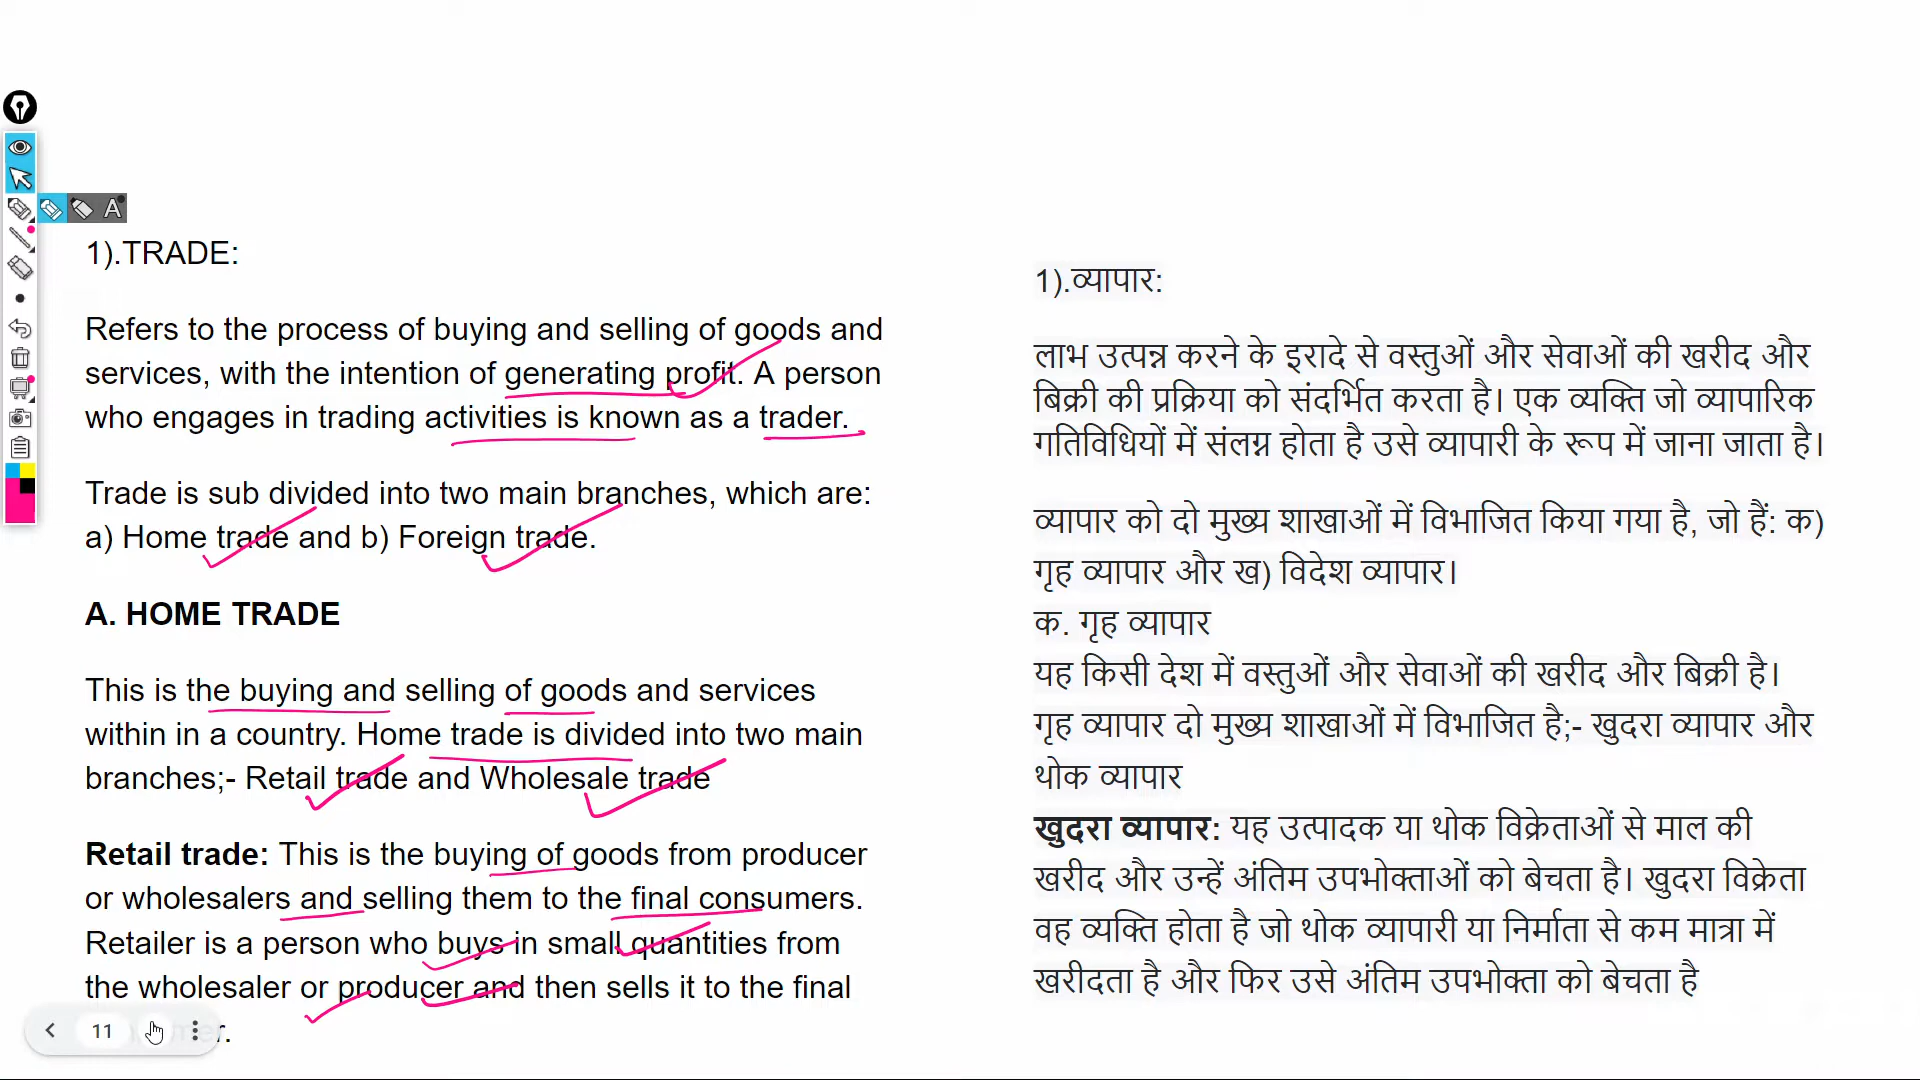 1).TRADE:
Refers to the process of buying and selling of goods and
services, with the intention of generating profit. A person
who engages in trading activities is known as a trader.
Trade is sub divided into two main branches, which are:
a) Home trade and b) Foreign trade.
A. HOME TRADE
This is the buying and selling of goods and services
within in a country. Home trade is divided into two main
branches;- Retail trade and Wholesale trade
Retail trade: This is the buying of goods from producer
or wholesalers and selling them to the final consumers.
Retailer is a person who buys in small quantities from
the wholesaler or producer and then sells it to the final
1).व्यापार:
लाभ उत्पन्न करने के इरादे से वस्तुओं और सेवाओं की खरीद और
बिक्री की प्रक्रिया को संदर्भित करता है। एक व्यक्ति जो व्यापारिक
गतिविधियों में संलग्न होता है उसे व्यापारी के रूप में जाना जाता है।
व्यापार को दो मुख्य शाखाओं में विभाजित किया गया है, जो हैं: क)
गृह व्यापार और ख) विदेश व्यापार।
क. गृह व्यापार
यह किसी देश में वस्तुओं और सेवाओं की खरीद और बिक्री है।
गृह व्यापार दो मुख्य शाखाओं में विभाजित है;- खुदरा व्यापार और
थोक व्यापार
खुदरा व्यापार: यह उत्पादक या थोक विक्रेताओं से माल की
खरीद और उन्हें अंतिम उपभोक्ताओं को बेचता है। खुदरा विक्रेता
वह व्यक्ति होता है जो थोक व्यापारी या निर्माता से कम मात्रा में
खरीदता है और फिर उसे अंतिम उपभोक्ता को बेचता है
A
11